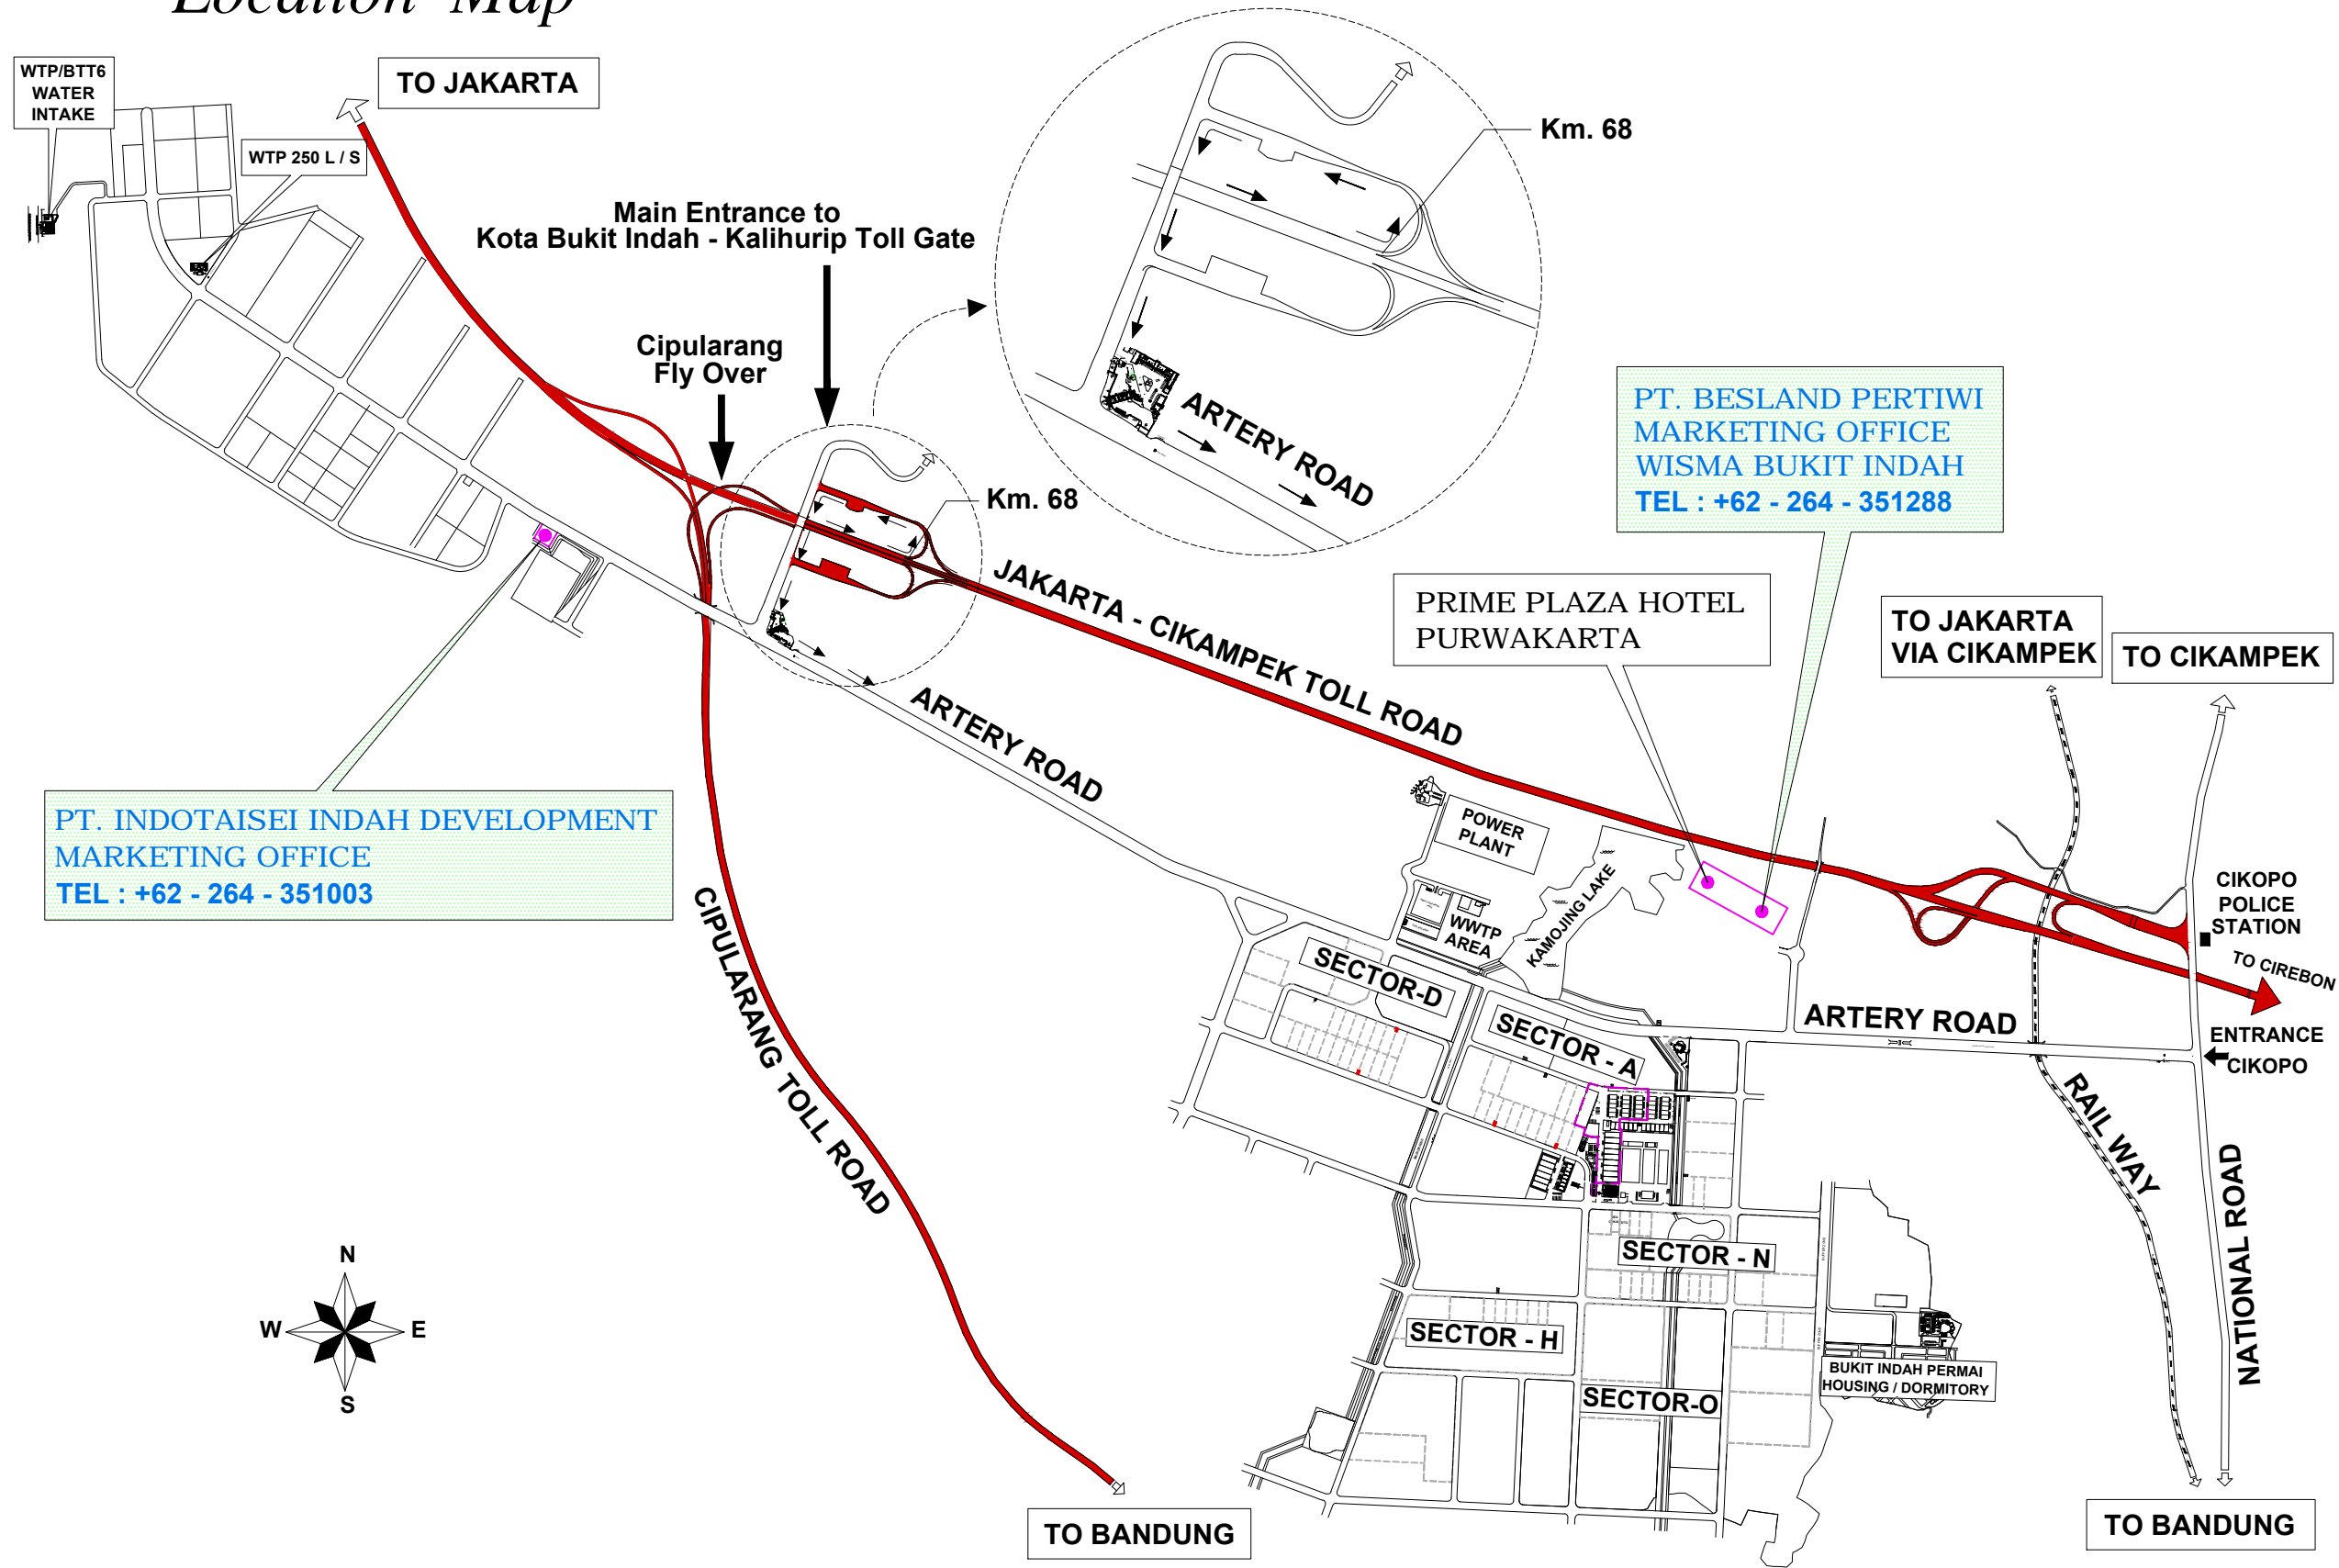 Location Map
WTP/BTT6
WATER
INTAKE
TO JAKARTA
WTP 250 L / S
Main Entrance to
Kota Bukit Indah - Kalihurip Toll Gate
Cipularang
Fly Over
Km. 68
Km. 68
ARTERY ROAD
PT. BESLAND PERTIWI
MARKETING OFFICE
WISMA BUKIT INDAH
TEL : +62 - 264 - 351288
PRIME PLAZA HOTEL
PURWAKARTA
TO JAKARTA
VIA CIKAMPEK
TO CIKAMPEK
JAKARTA - CIKAMPEK TOLL ROAD
ARTERY ROAD
PT. INDOTAISEI INDAH DEVELOPMENT
MARKETING OFFICE
TEL : +62 - 264 - 351003
POWER
PLANT
KAMOJING LAKE
WWTP
AREA
CIKOPO
POLICE
STATION
TO CIREBON
CIPULARANG TOLL ROAD
SECTOR-D
SECTOR - A
ARTERY ROAD
ENTRANCE
CIKOPO
RAIL WAY
NATIONAL ROAD
SECTOR - N
SECTOR - H
SECTOR-O
BUKIT INDAH PERMAI
HOUSING / DORMITORY
N
W
E
S
TO BANDUNG
TO BANDUNG